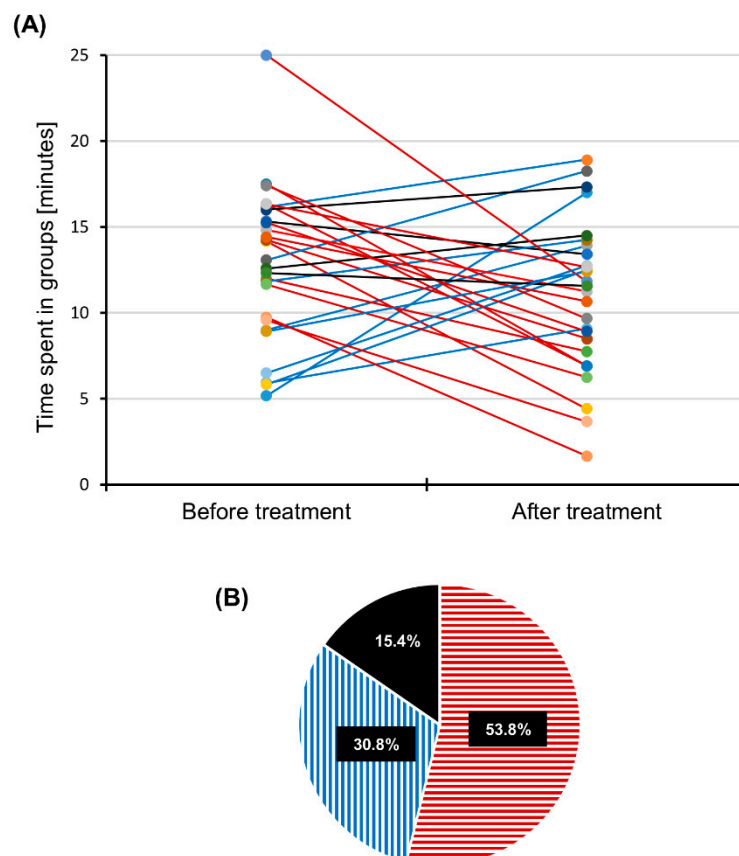 (A)
Time spent in groups [minutes]
25
20
15
10
5
0
Before treatment
After treatment
(B)
15.4%
30.8%
53.8%